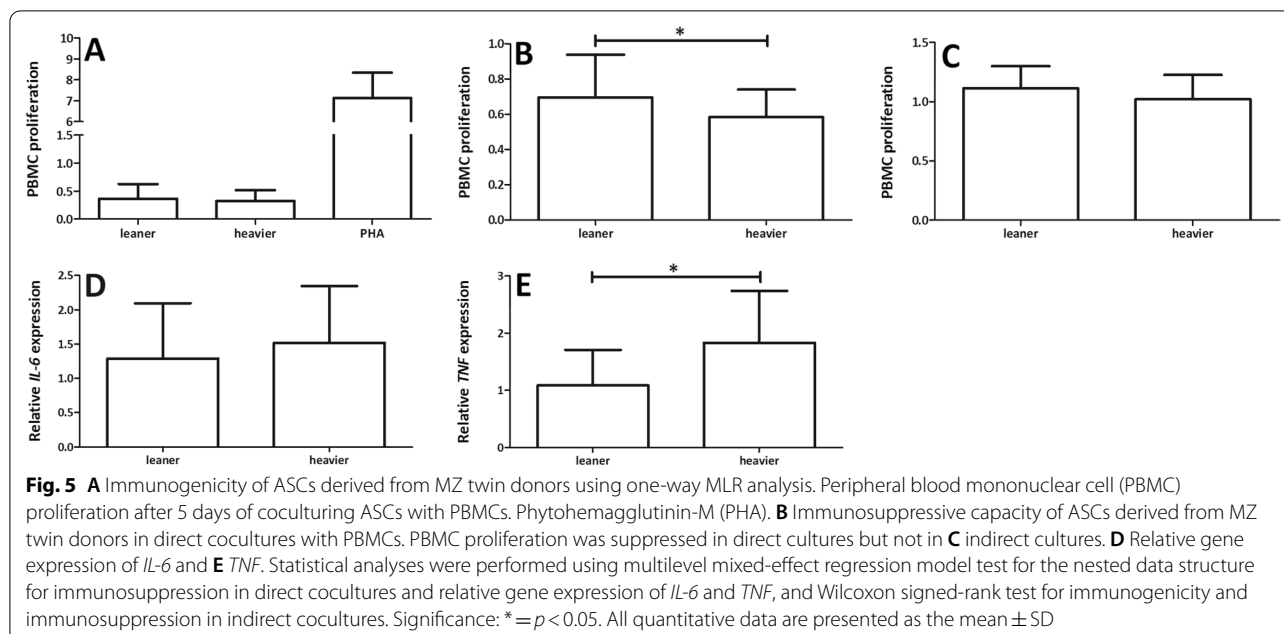 A
PBMC proliferation
10
9
8
7
6
1.5
1.0
0.5
0.0
leaner heavier PHA
B
*
PBMC proliferation
1.0
0.8
0.6
0.4
0.2
0.0
leaner heavier
C
PBMC proliferation
1.5
1.0
0.5
0.0
leaner heavier
D
Relative IL-6 expression
2.5
2.0
1.5
1.0
0.5
0.0
leaner heavier
E
*
Relative TNF expression
3
2
1
0
leaner heavier
Fig. 5 A Immunogenicity of ASCs derived from MZ twin donors using one-way MLR analysis. Peripheral blood mononuclear cell (PBMC)
proliferation after 5 days of coculturing ASCs with PBMCs. Phytohemagglutinin-M (PHA). B Immunosuppressive capacity of ASCs derived from MZ
twin donors in direct cocultures with PBMCs. PBMC proliferation was suppressed in direct cultures but not in C indirect cultures. D Relative gene
expression of IL-6 and E TNF. Statistical analyses were performed using multilevel mixed-effect regression model test for the nested data structure
for immunosuppression in direct cocultures and relative gene expression of IL-6 and TNF, and Wilcoxon signed-rank test for immunogenicity and
immunosuppression in indirect cocultures. Significance: * = p < 0.05. All quantitative data are presented as the mean ± SD